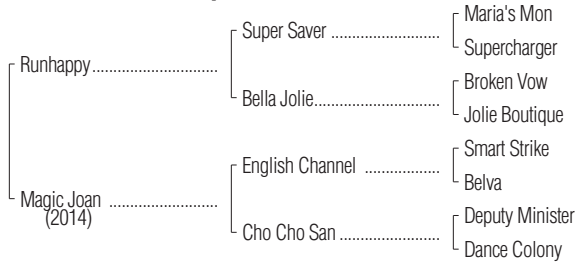 Maria's Mon
Super Saver ......................
Supercharger
Runhappy.........................
Broken Vow
Bella Jolie.........................
Jolie Boutique
Smart Strike
English Channel ...............
Belva
Magic Joan ......................
(2014)
Deputy Minister
Cho Cho San....................
Dance Colony